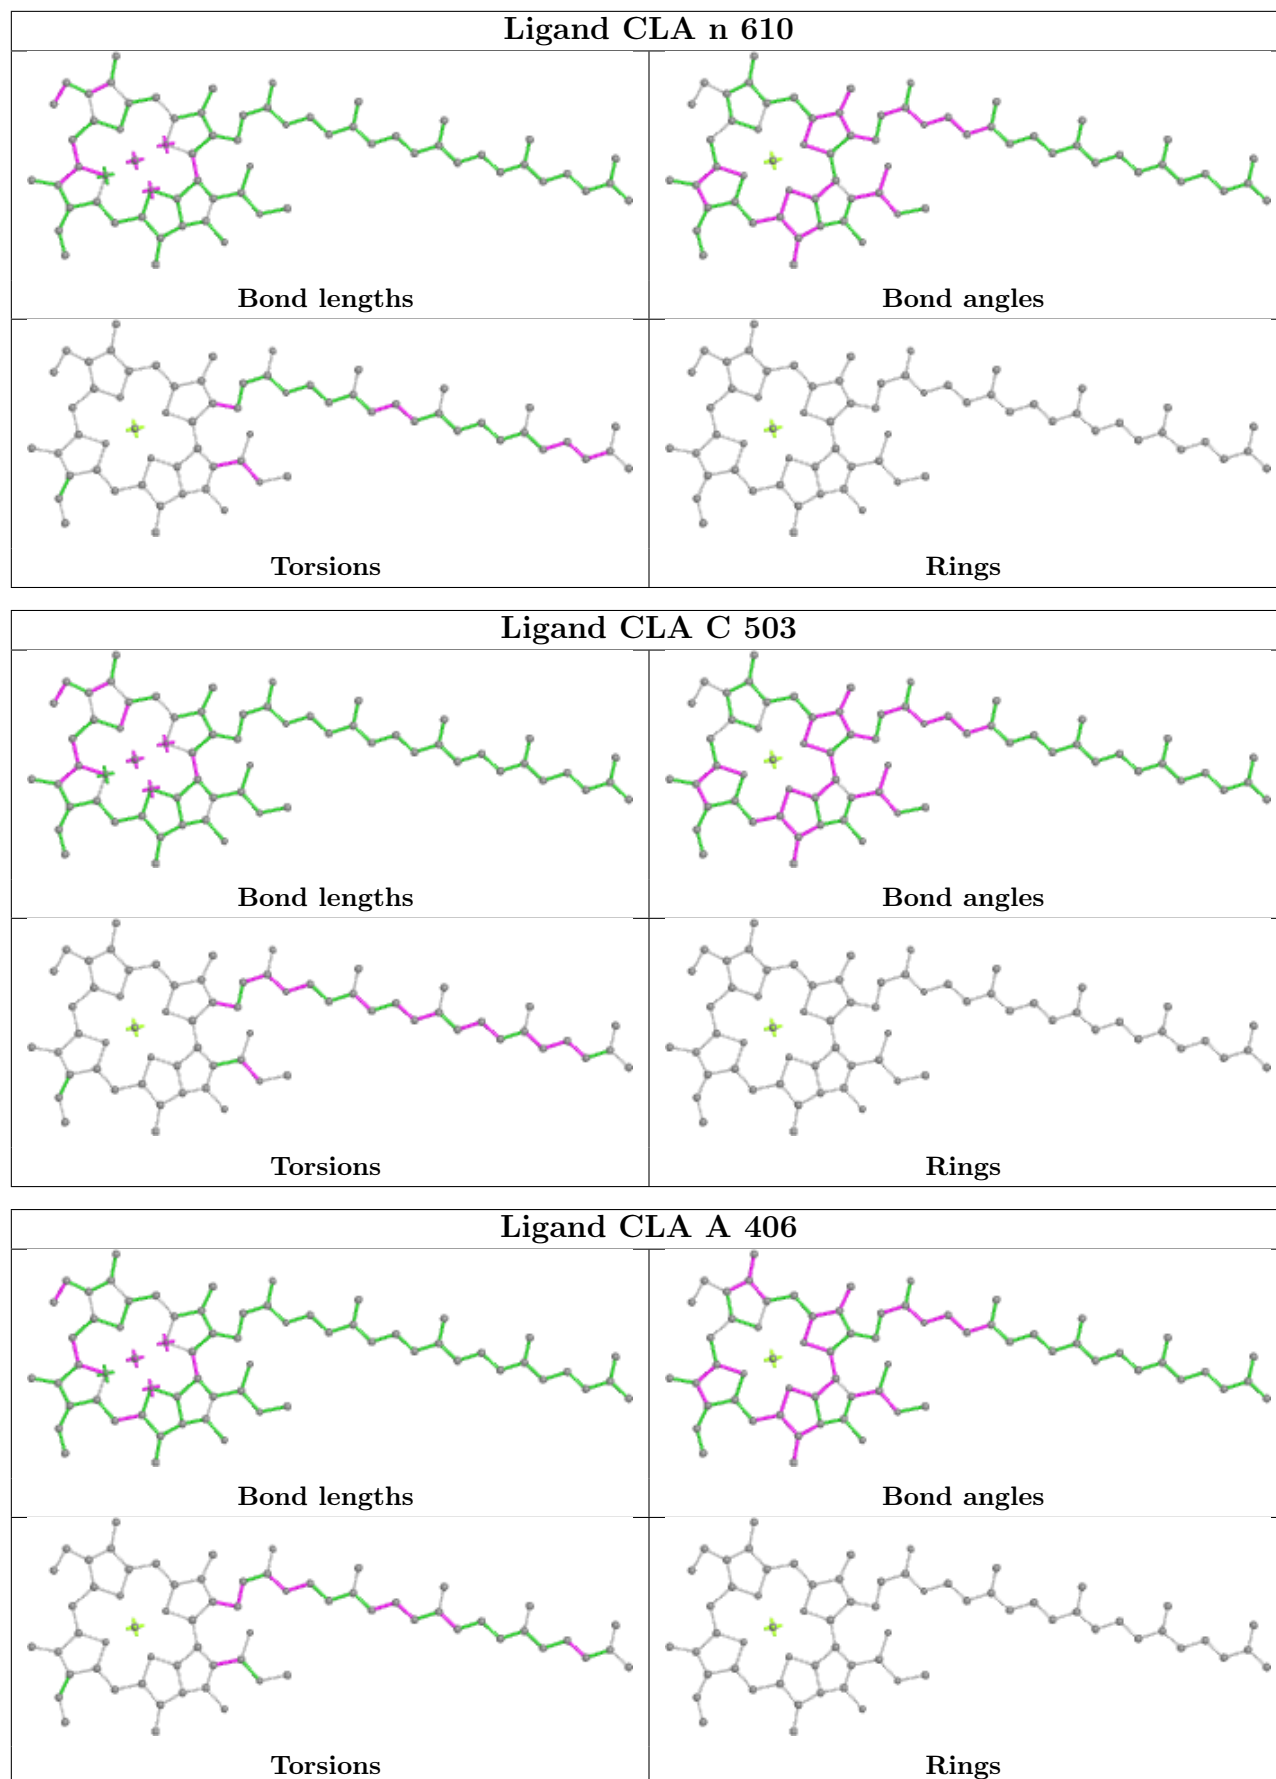 Ligand CLA n 610
Bond lengths
Bond angles
Torsions
Rings
Ligand CLA C 503
Bond lengths
Bond angles
Torsions
Rings
Ligand CLA A 406
Bond lengths
Bond angles
Torsions
Rings